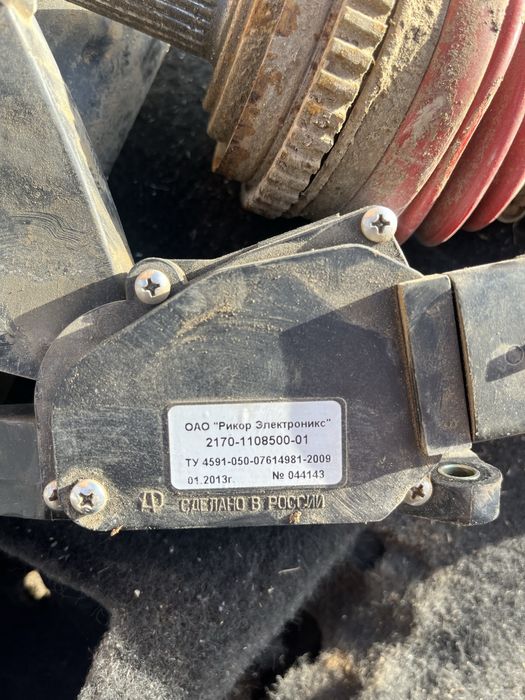 ОАО "Рикор Электроникс"
2170-1108500-01
ТУ 4591-050-07614981-2009
01.2013г. № 044143
СДЕЛАНО В РОССИИ